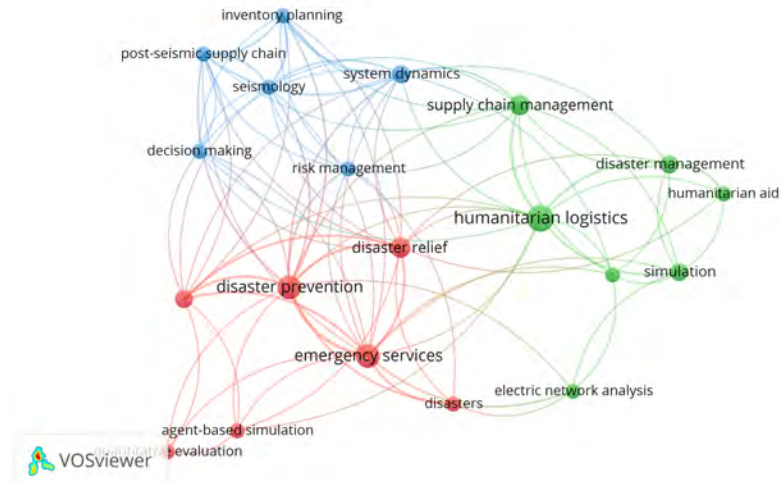 inventory planning
post-seismic supply chain
system dynamics
seismology
supply chain management
decision making
risk management
disaster management
humanitarian aid
humanitarian logistics
disaster relief
simulation
disaster prevention
emergency services
electric network analysis
disasters
agent-based simulation
evaluation
VOSviewer